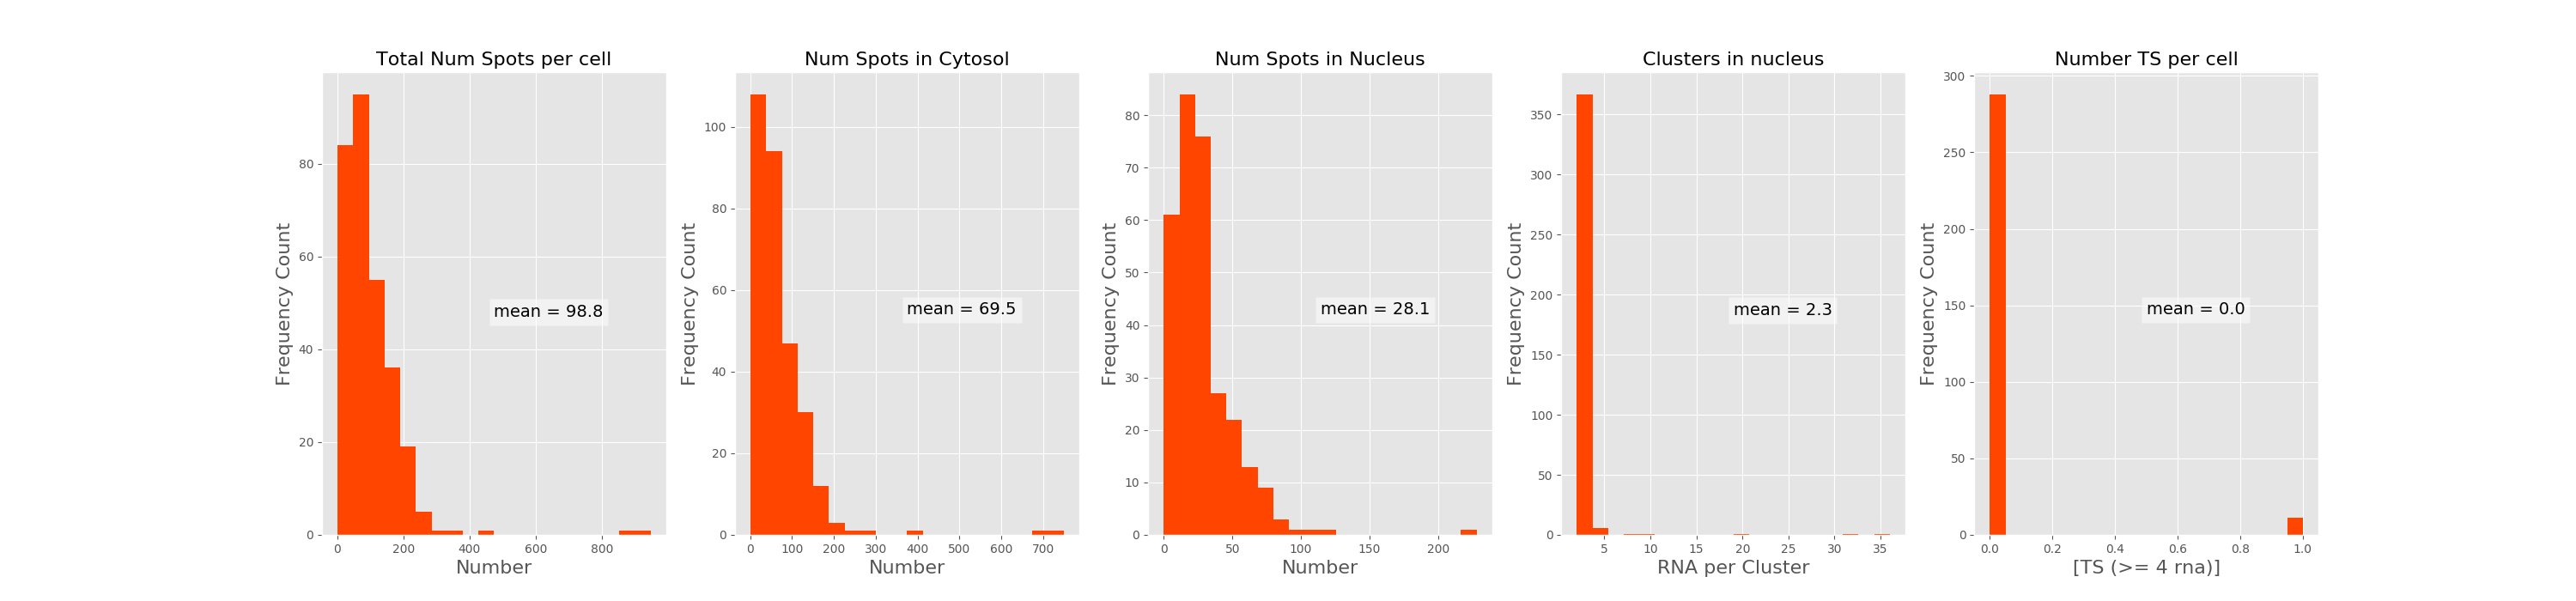 Total Num Spots per cell
Frequency Count
80
60
40
20
0
mean = 98.8
0 200 400 600 800
Number
Num Spots in Cytosol
Frequency Count
100
80
60
40
20
0
mean = 69.5
0 100 200 300 400 500 600 700
Number
Num Spots in Nucleus
Frequency Count
80
70
60
50
40
30
20
10
0
mean = 28.1
0 50 100 150 200
Number
Clusters in nucleus
Frequency Count
350
300
250
200
150
100
50
0
mean = 2.3
5 10 15 20 25 30 35
RNA per Cluster
Number TS per cell
Frequency Count
300
250
200
150
100
50
0
mean = 0.0
0.0 0.2 0.4 0.6 0.8 1.0
[TS (>= 4 rna)]